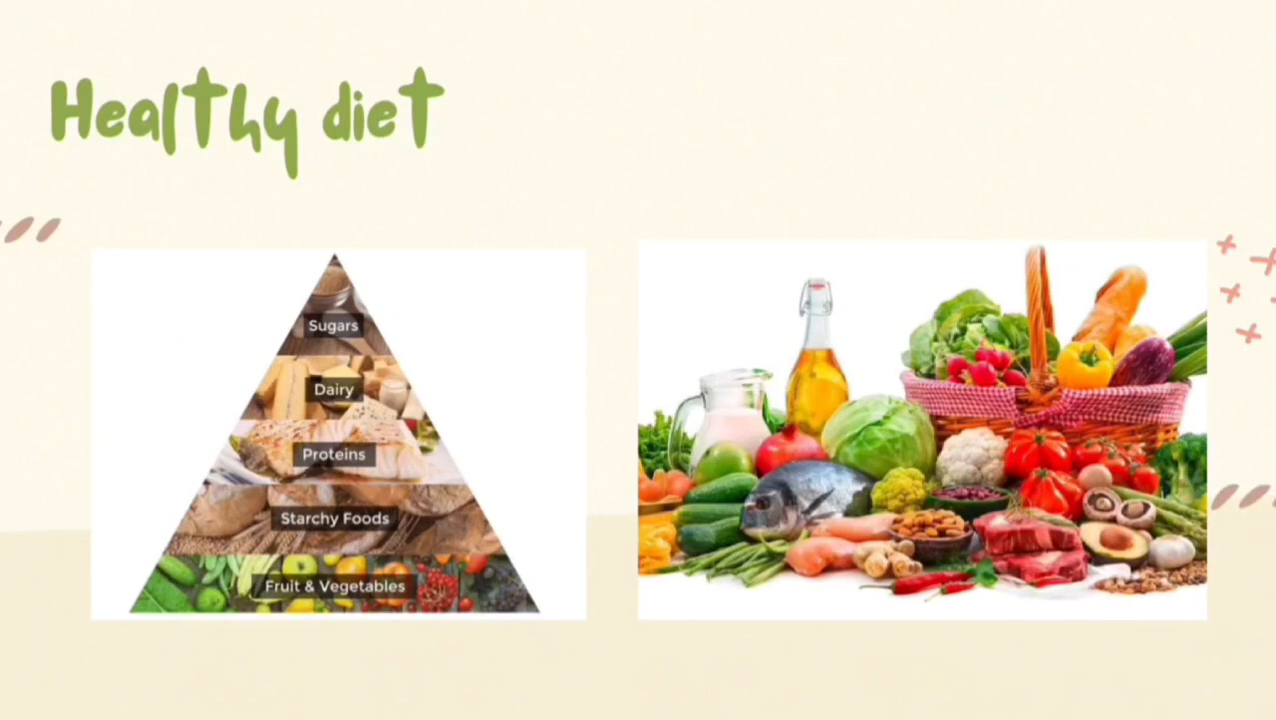 Healthy diet
Sugars
Dairy
Proteins
Starchy Foods
Fruit & Vegetables